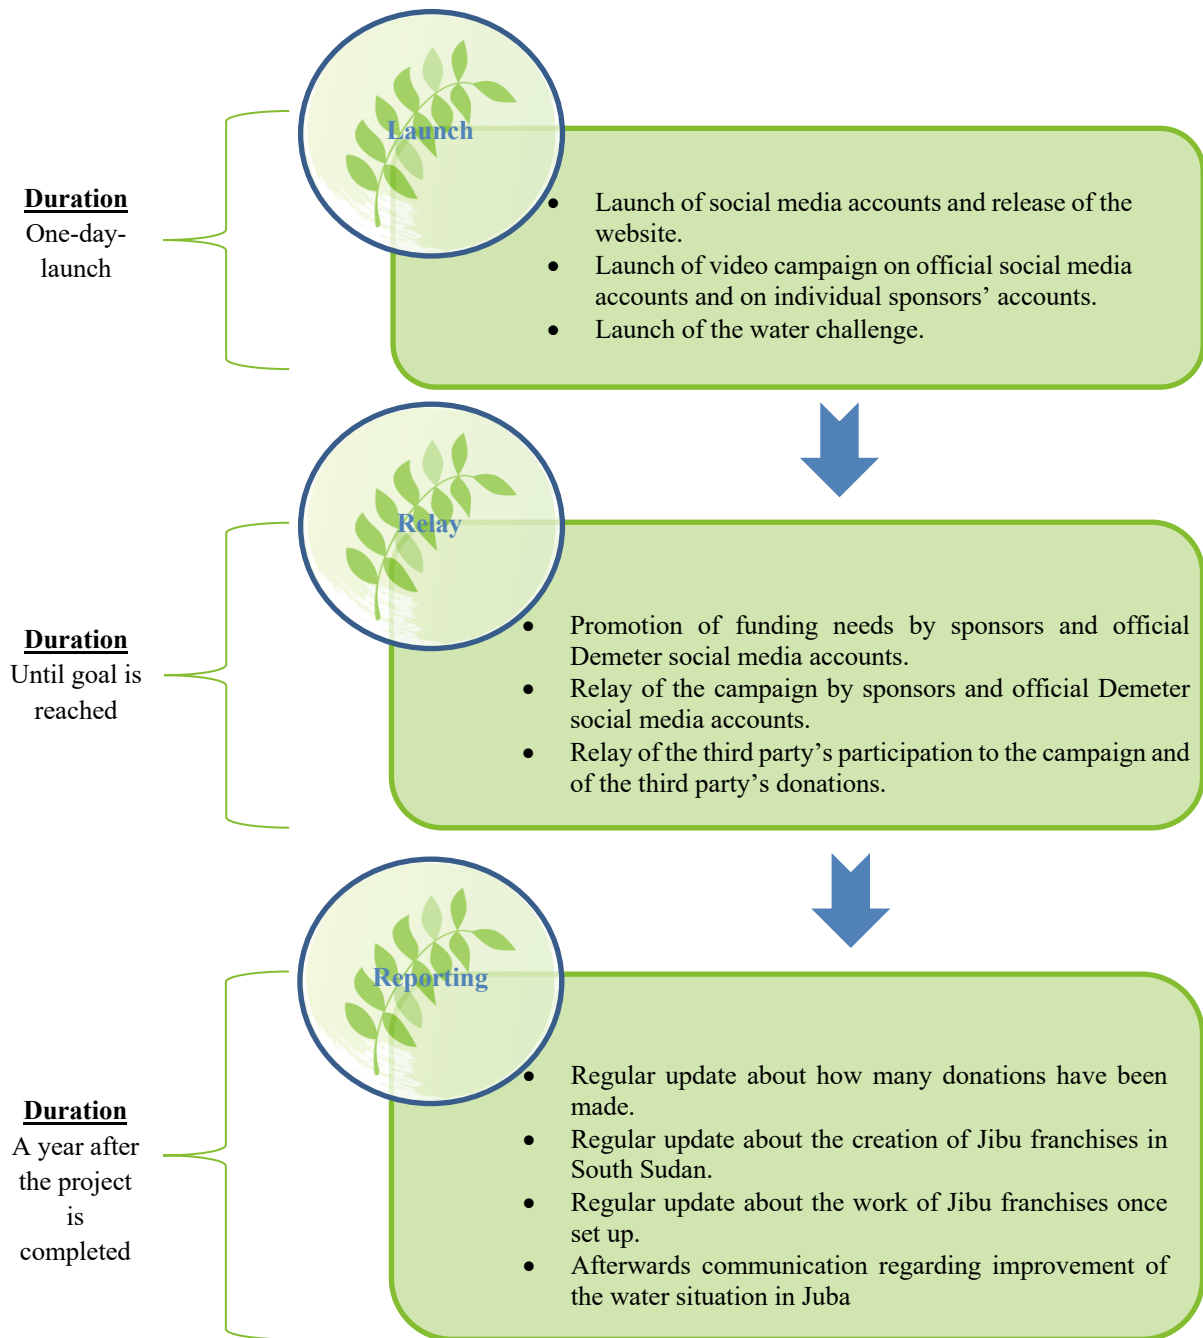 Launch
Duration
One-day-
launch
• Launch of social media accounts and release of the
website.
• Launch of video campaign on official social media
accounts and on individual sponsors’ accounts.
• Launch of the water challenge.
Relay
Duration
Until goal is
reached
• Promotion of funding needs by sponsors and official
Demeter social media accounts.
• Relay of the campaign by sponsors and official Demeter
social media accounts.
• Relay of the third party’s participation to the campaign and
of the third party’s donations.
Reporting
Duration
A year after
the project
is
completed
• Regular update about how many donations have been
made.
• Regular update about the creation of Jibu franchises in
South Sudan.
• Regular update about the work of Jibu franchises once
set up.
• Afterwards communication regarding improvement of
the water situation in Juba